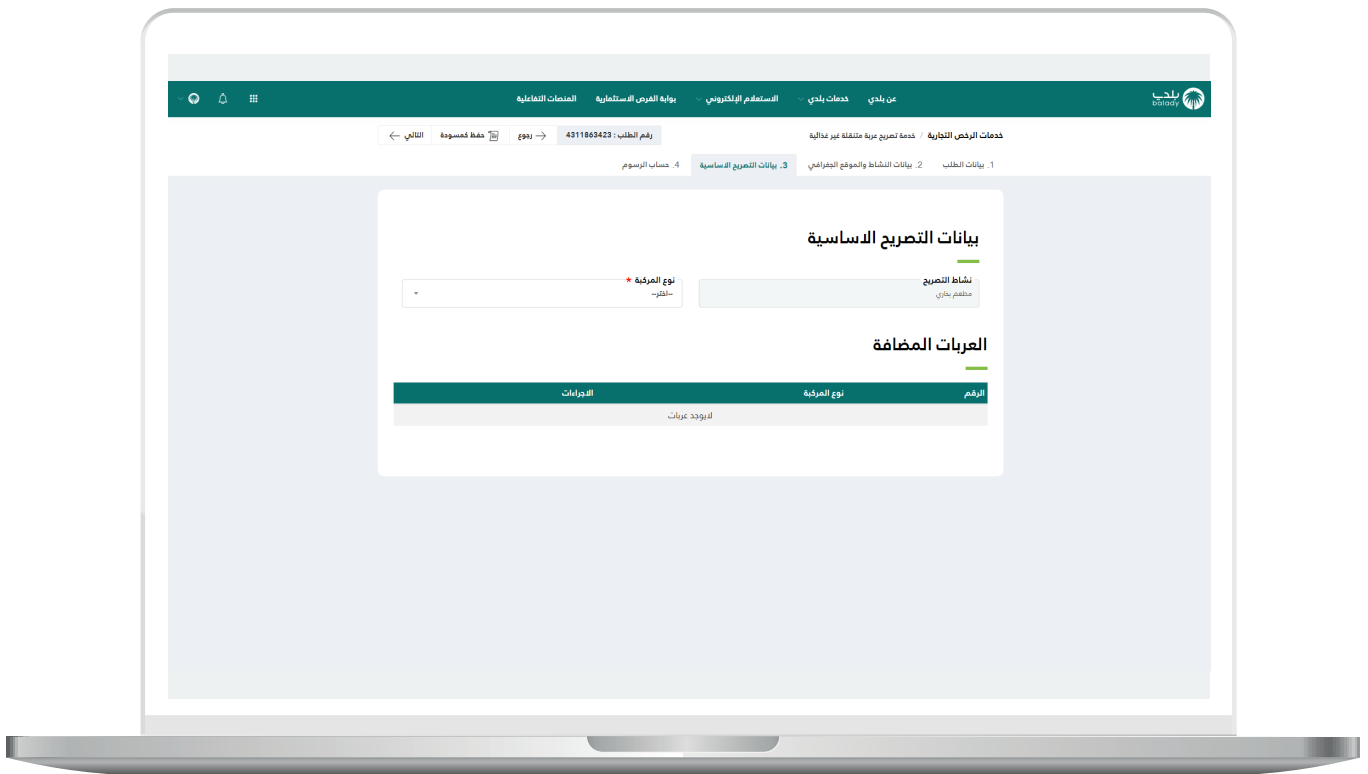 بلدي
balady
عن بلدي
خدمات بلدي
الاستعلام الإلكتروني
بوابة الفرص الاستثمارية
المنصات التفاعلية
خدمات الرخص التجارية / خدمة تصريح عربة متنقلة غير غذائية
رقم الطلب : 4311863423
رجوع
حفظ كمسودة
التالي
1. بيانات الطلب
2. بيانات النشاط والموقع الجغرافي
3. بيانات التصريح الاساسية
4. حساب الرسوم
بيانات التصريح الاساسية
نشاط التصريح
مطعم بخاري
نوع المركبة *
--اختر--
العربات المضافة
الرقم نوع المركبة الاجراءات
لايوجد عربات